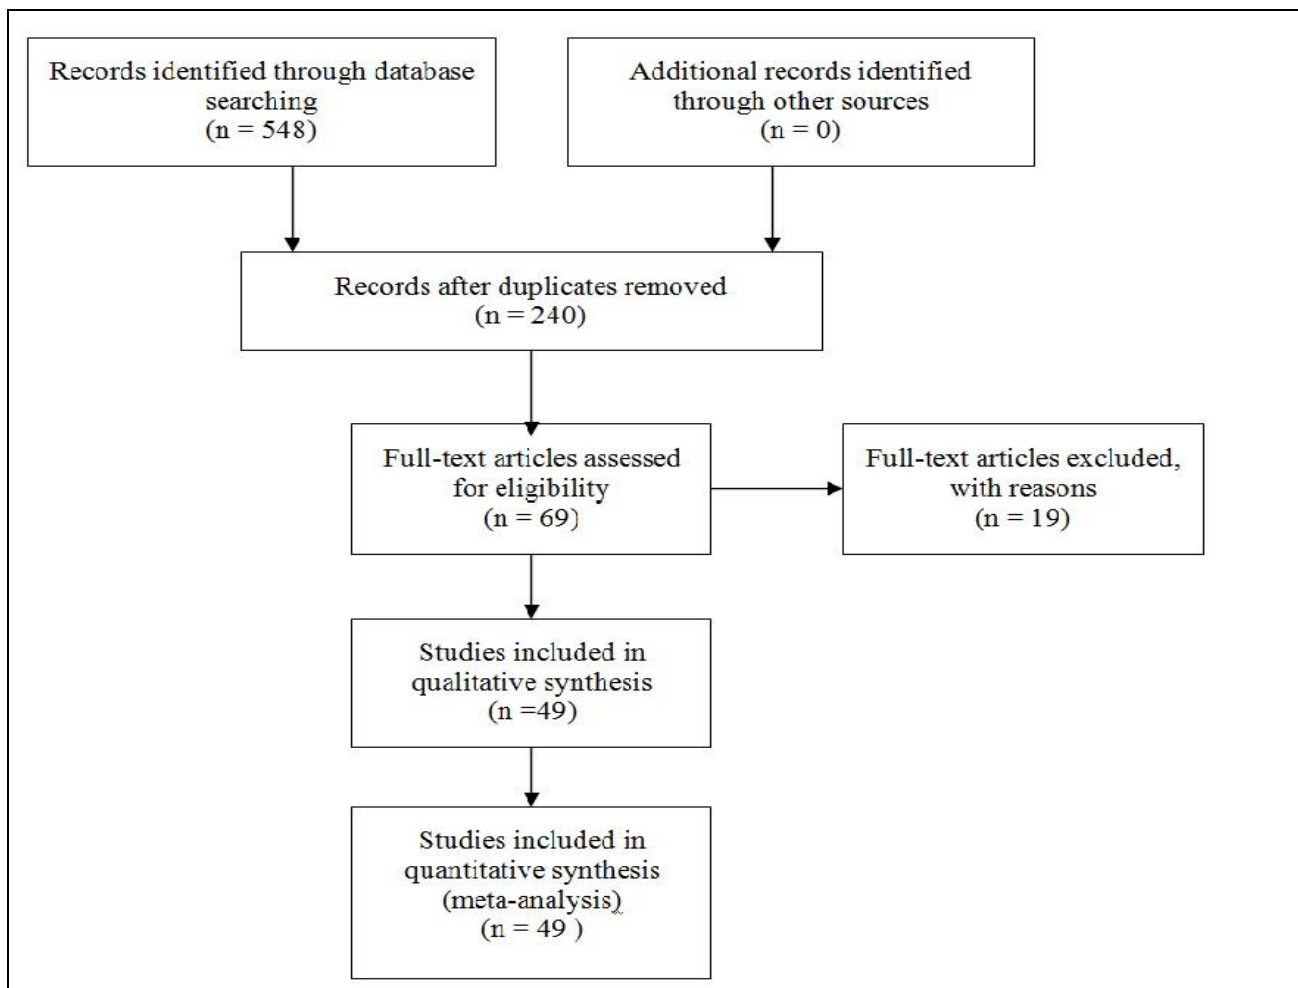 Records identified through database
searching
(n = 548)
Additional records identified
through other sources
(n = 0)
Records after duplicates removed
(n = 240)
Full-text articles assessed
for eligibility
(n = 69)
Full-text articles excluded,
with reasons
(n = 19)
Studies included in
qualitative synthesis
(n =49)
Studies included in
quantitative synthesis
(meta-analysis)
(n = 49 )